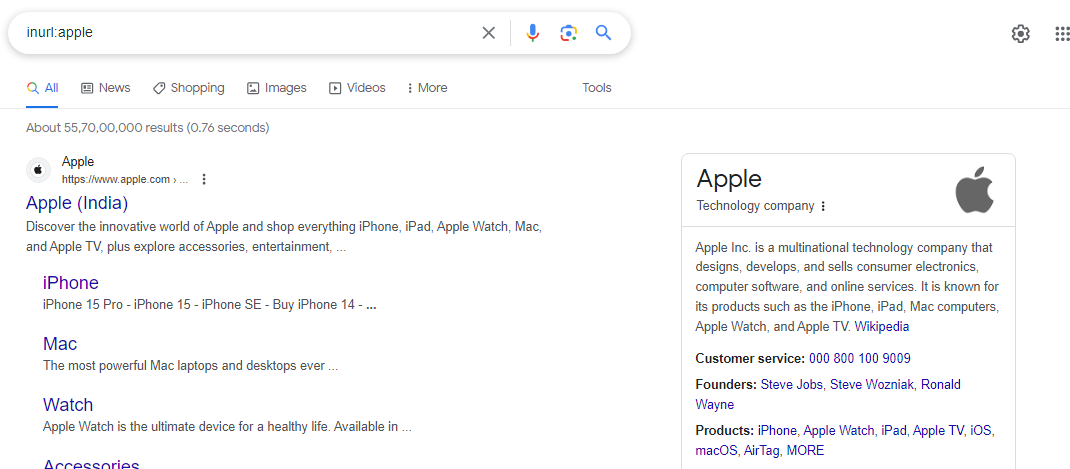 inurl:apple
All News Shopping Images Videos More Tools
About 55,70,00,000 results (0.76 seconds)
Apple
https://www.apple.com › ...
Apple (India)
Discover the innovative world of Apple and shop everything iPhone, iPad, Apple Watch, Mac,
and Apple TV, plus explore accessories, entertainment, ...
iPhone
iPhone 15 Pro - iPhone 15 - iPhone SE - Buy iPhone 14 - ...
Mac
The most powerful Mac laptops and desktops ever ...
Watch
Apple Watch is the ultimate device for a healthy life. Available in ...
Accessories
Apple
Technology company
Apple Inc. is a multinational technology company that
designs, develops, and sells consumer electronics,
computer software, and online services. It is known for
its products such as the iPhone, iPad, Mac computers,
Apple Watch, and Apple TV. Wikipedia
Customer service: 000 800 100 9009
Founders: Steve Jobs, Steve Wozniak, Ronald
Wayne
Products: iPhone, Apple Watch, iPad, Apple TV, iOS,
macOS, AirTag, MORE